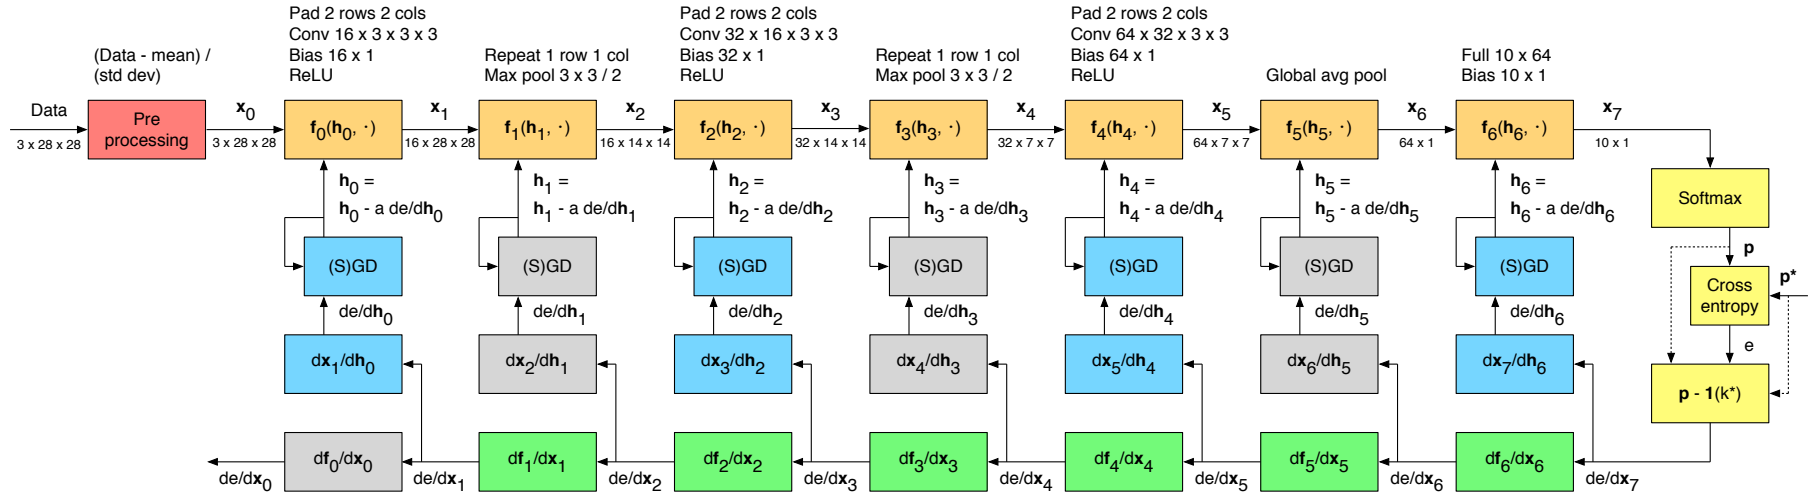 Pad 2 rows 2 cols
Conv 16 x 3 x 3 x 3
Bias 16 x 1
ReLU
Pad 2 rows 2 cols
Conv 32 x 16 x 3 x 3
Bias 32 x 1
ReLU
Pad 2 rows 2 cols
Conv 64 x 32 x 3 x 3
Bias 64 x 1
ReLU
(Data - mean) /
(std dev)
Repeat 1 row 1 col
Max pool 3 x 3 / 2
Repeat 1 row 1 col
Max pool 3 x 3 / 2
Global avg pool
Full 10 x 64
Bias 10 x 1
Data
3 x 28 x 28
Pre
processing
x0
3 x 28 x 28
f0(h0, ·)
x1
16 x 28 x 28
f1(h1, ·)
x2
16 x 14 x 14
f2(h2, ·)
x3
32 x 14 x 14
f3(h3, ·)
x4
32 x 7 x 7
f4(h4, ·)
x5
64 x 7 x 7
f5(h5, ·)
x6
64 x 1
f6(h6, ·)
x7
10 x 1
h0 =
h0 - a de/dh0
h1 =
h1 - a de/dh1
h2 =
h2 - a de/dh2
h3 =
h3 - a de/dh3
h4 =
h4 - a de/dh4
h5 =
h5 - a de/dh5
h6 =
h6 - a de/dh6
Softmax
p
(S)GD
(S)GD
(S)GD
(S)GD
(S)GD
(S)GD
(S)GD
Cross
entropy
p*
de/dh0
de/dh1
de/dh2
de/dh3
de/dh4
de/dh5
de/dh6
e
dx1/dh0
dx2/dh1
dx3/dh2
dx4/dh3
dx5/dh4
dx6/dh5
dx7/dh6
p - 1(k*)
de/dx0
df0/dx0
de/dx1
df1/dx1
de/dx2
df2/dx2
de/dx3
df3/dx3
de/dx4
df4/dx4
de/dx5
df5/dx5
de/dx6
df6/dx6
de/dx7